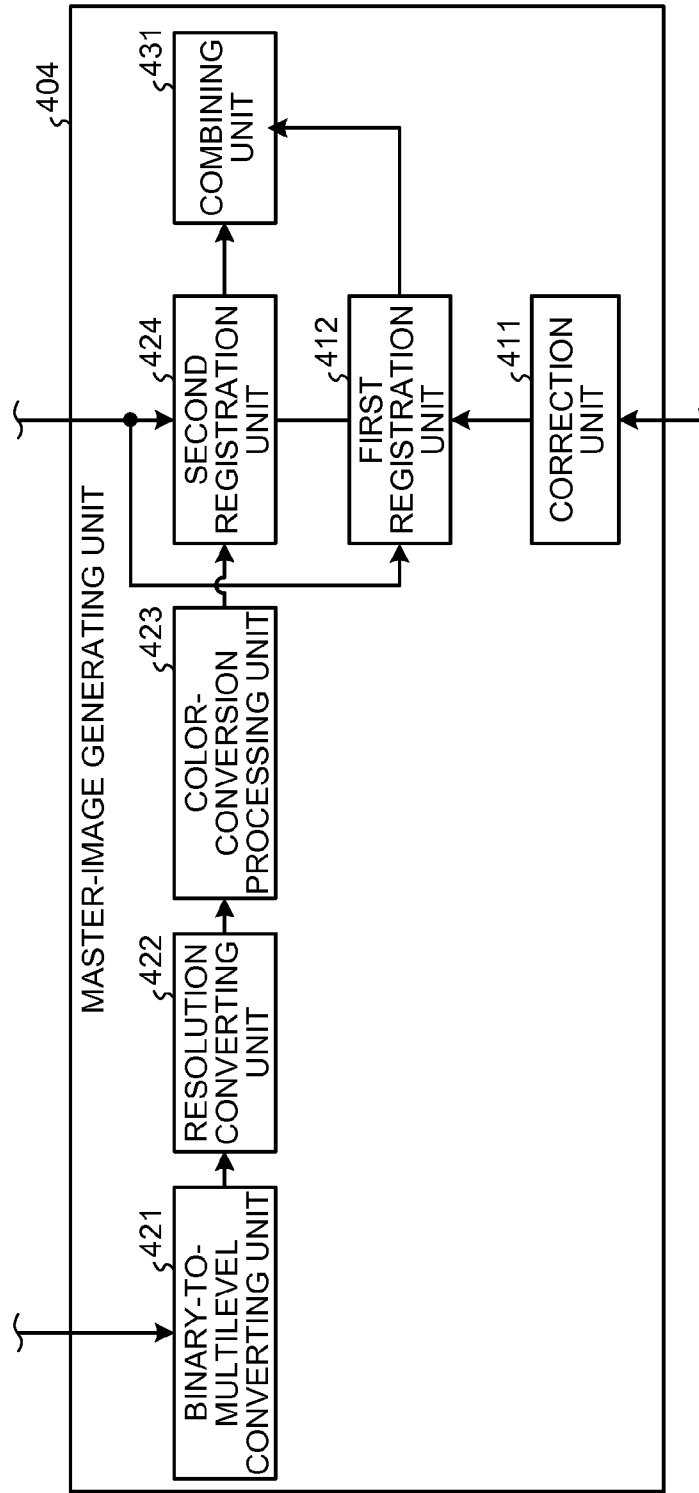 404
MASTER-IMAGE GENERATING UNIT
421
BINARY-TO-
MULTILEVEL
CONVERTING UNIT
422
RESOLUTION
CONVERTING
UNIT
423
COLOR-
CONVERSION
PROCESSING UNIT
424
SECOND
REGISTRATION
UNIT
431
COMBINING
UNIT
412
FIRST
REGISTRATION
UNIT
411
CORRECTION
UNIT